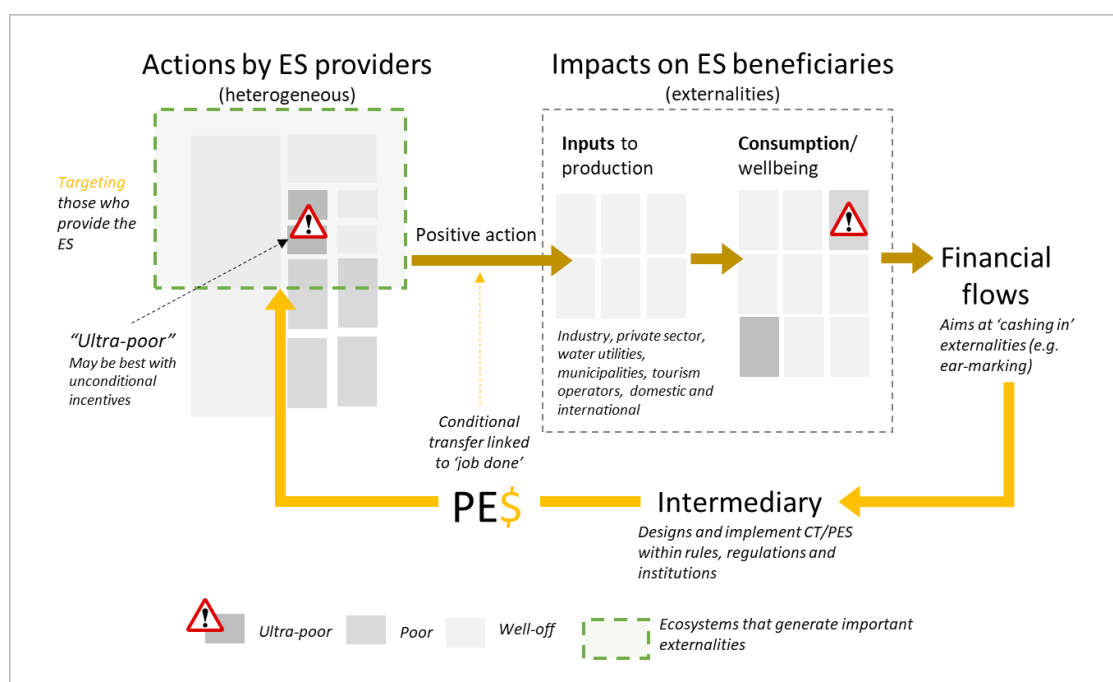 Actions by ES providers
(heterogeneous)
Impacts on ES beneficiaries
(externalities)
Targeting
those who
provide the
ES
Inputs to
production
Consumption/
wellbeing
Positive action
Financial
flows
Aims at ‘cashing in’
externalities (e.g.
ear-marking)
“Ultra-poor”
May be best with
unconditional
incentives
Industry, private sector,
water utilities,
municipalities, tourism
operators, domestic and
international
Conditional
transfer linked
to ‘job done’
PE$
Intermediary
Designs and implement CT/PES
within rules, regulations and
institutions
Ultra-poor
Poor
Well-off
Ecosystems that generate important
externalities